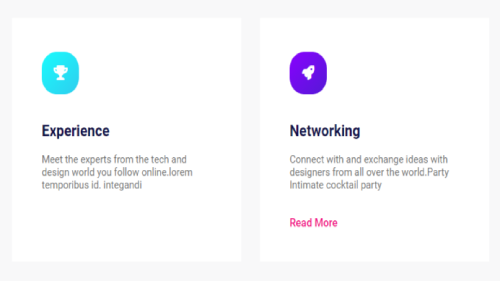 Experience
Meet the experts from the tech and
design world you follow online.lorem
temporibus id. integandi
Networking
Connect with and exchange ideas with
designers from all over the world.Party
Intimate cocktail party
Read More